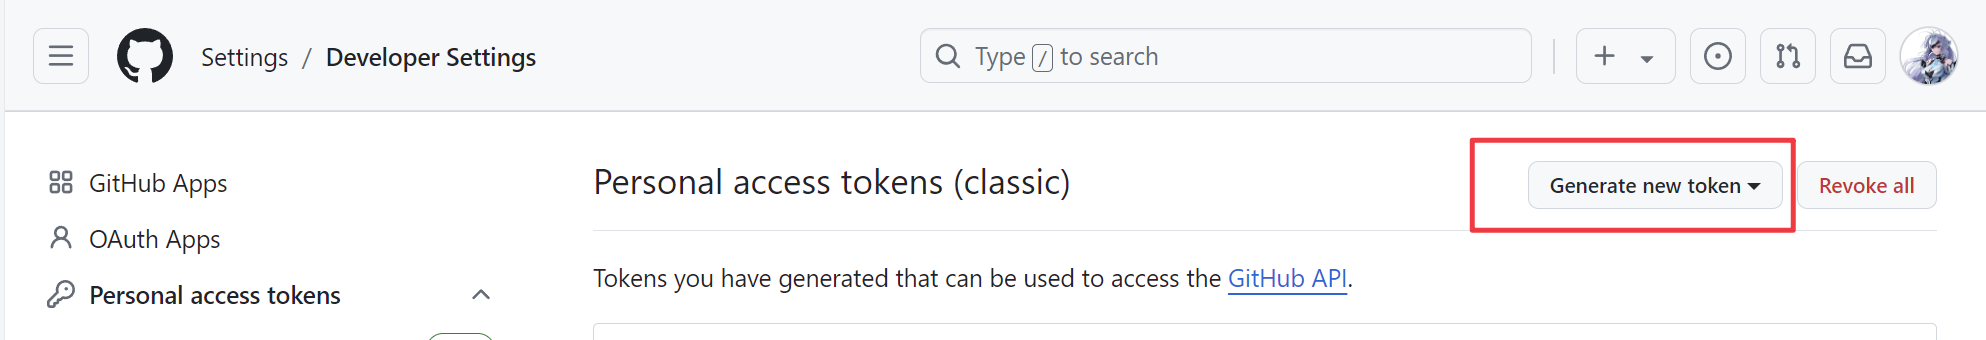 Settings / Developer Settings
Type / to search
GitHub Apps
OAuth Apps
Personal access tokens
Personal access tokens (classic)
Generate new token
Revoke all
Tokens you have generated that can be used to access the GitHub API.